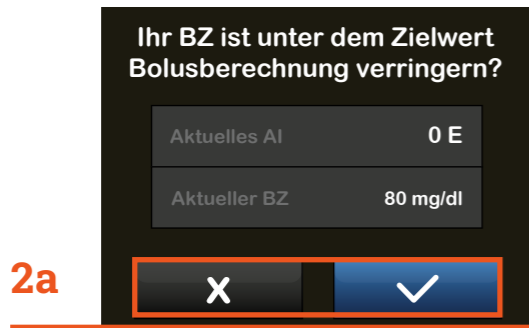 Ihr BZ ist unter dem Zielwert
Bolusberechnung verringern?
Aktuelles AI 0 E
Aktueller BZ 80 mg/dl
2a X ✓